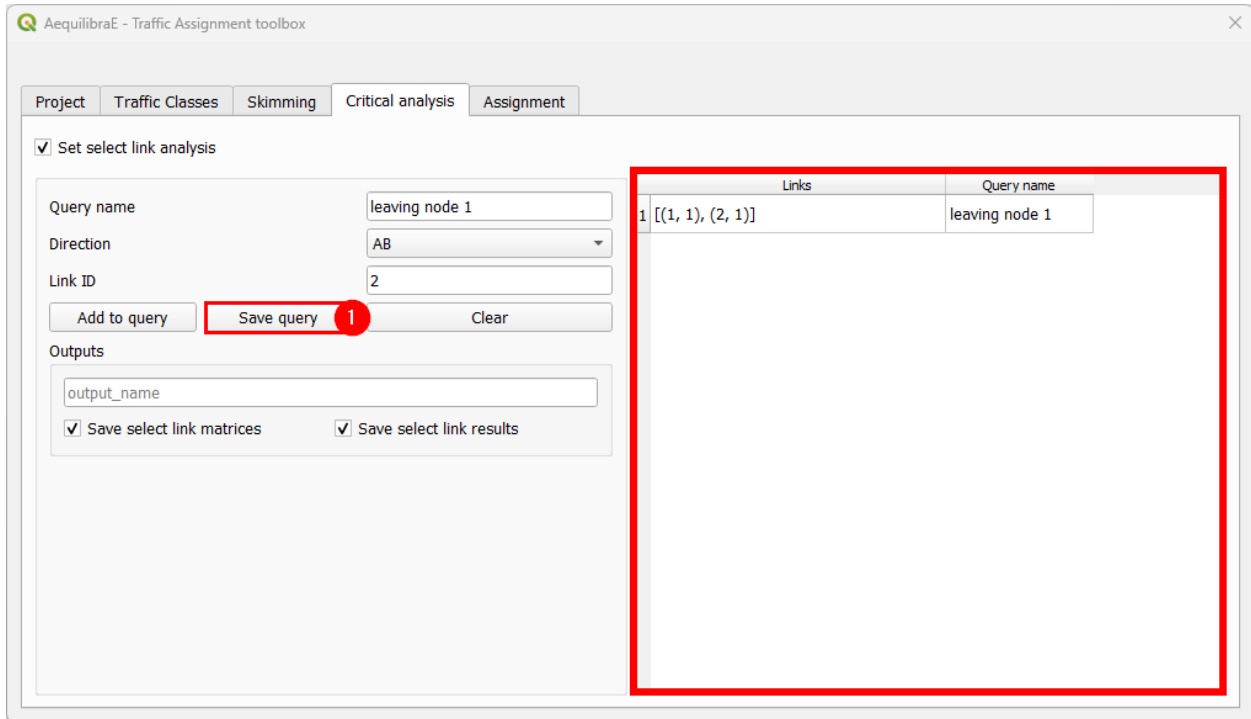 AequilibraE - Traffic Assignment toolbox
Project Traffic Classes Skimming Critical analysis Assignment
Set select link analysis
Query name leaving node 1
Direction AB
Link ID 2
Add to query Save query 1 Clear
Outputs
output_name
Save select link matrices Save select link results
Links Query name
1 [(1, 1), (2, 1)] leaving node 1